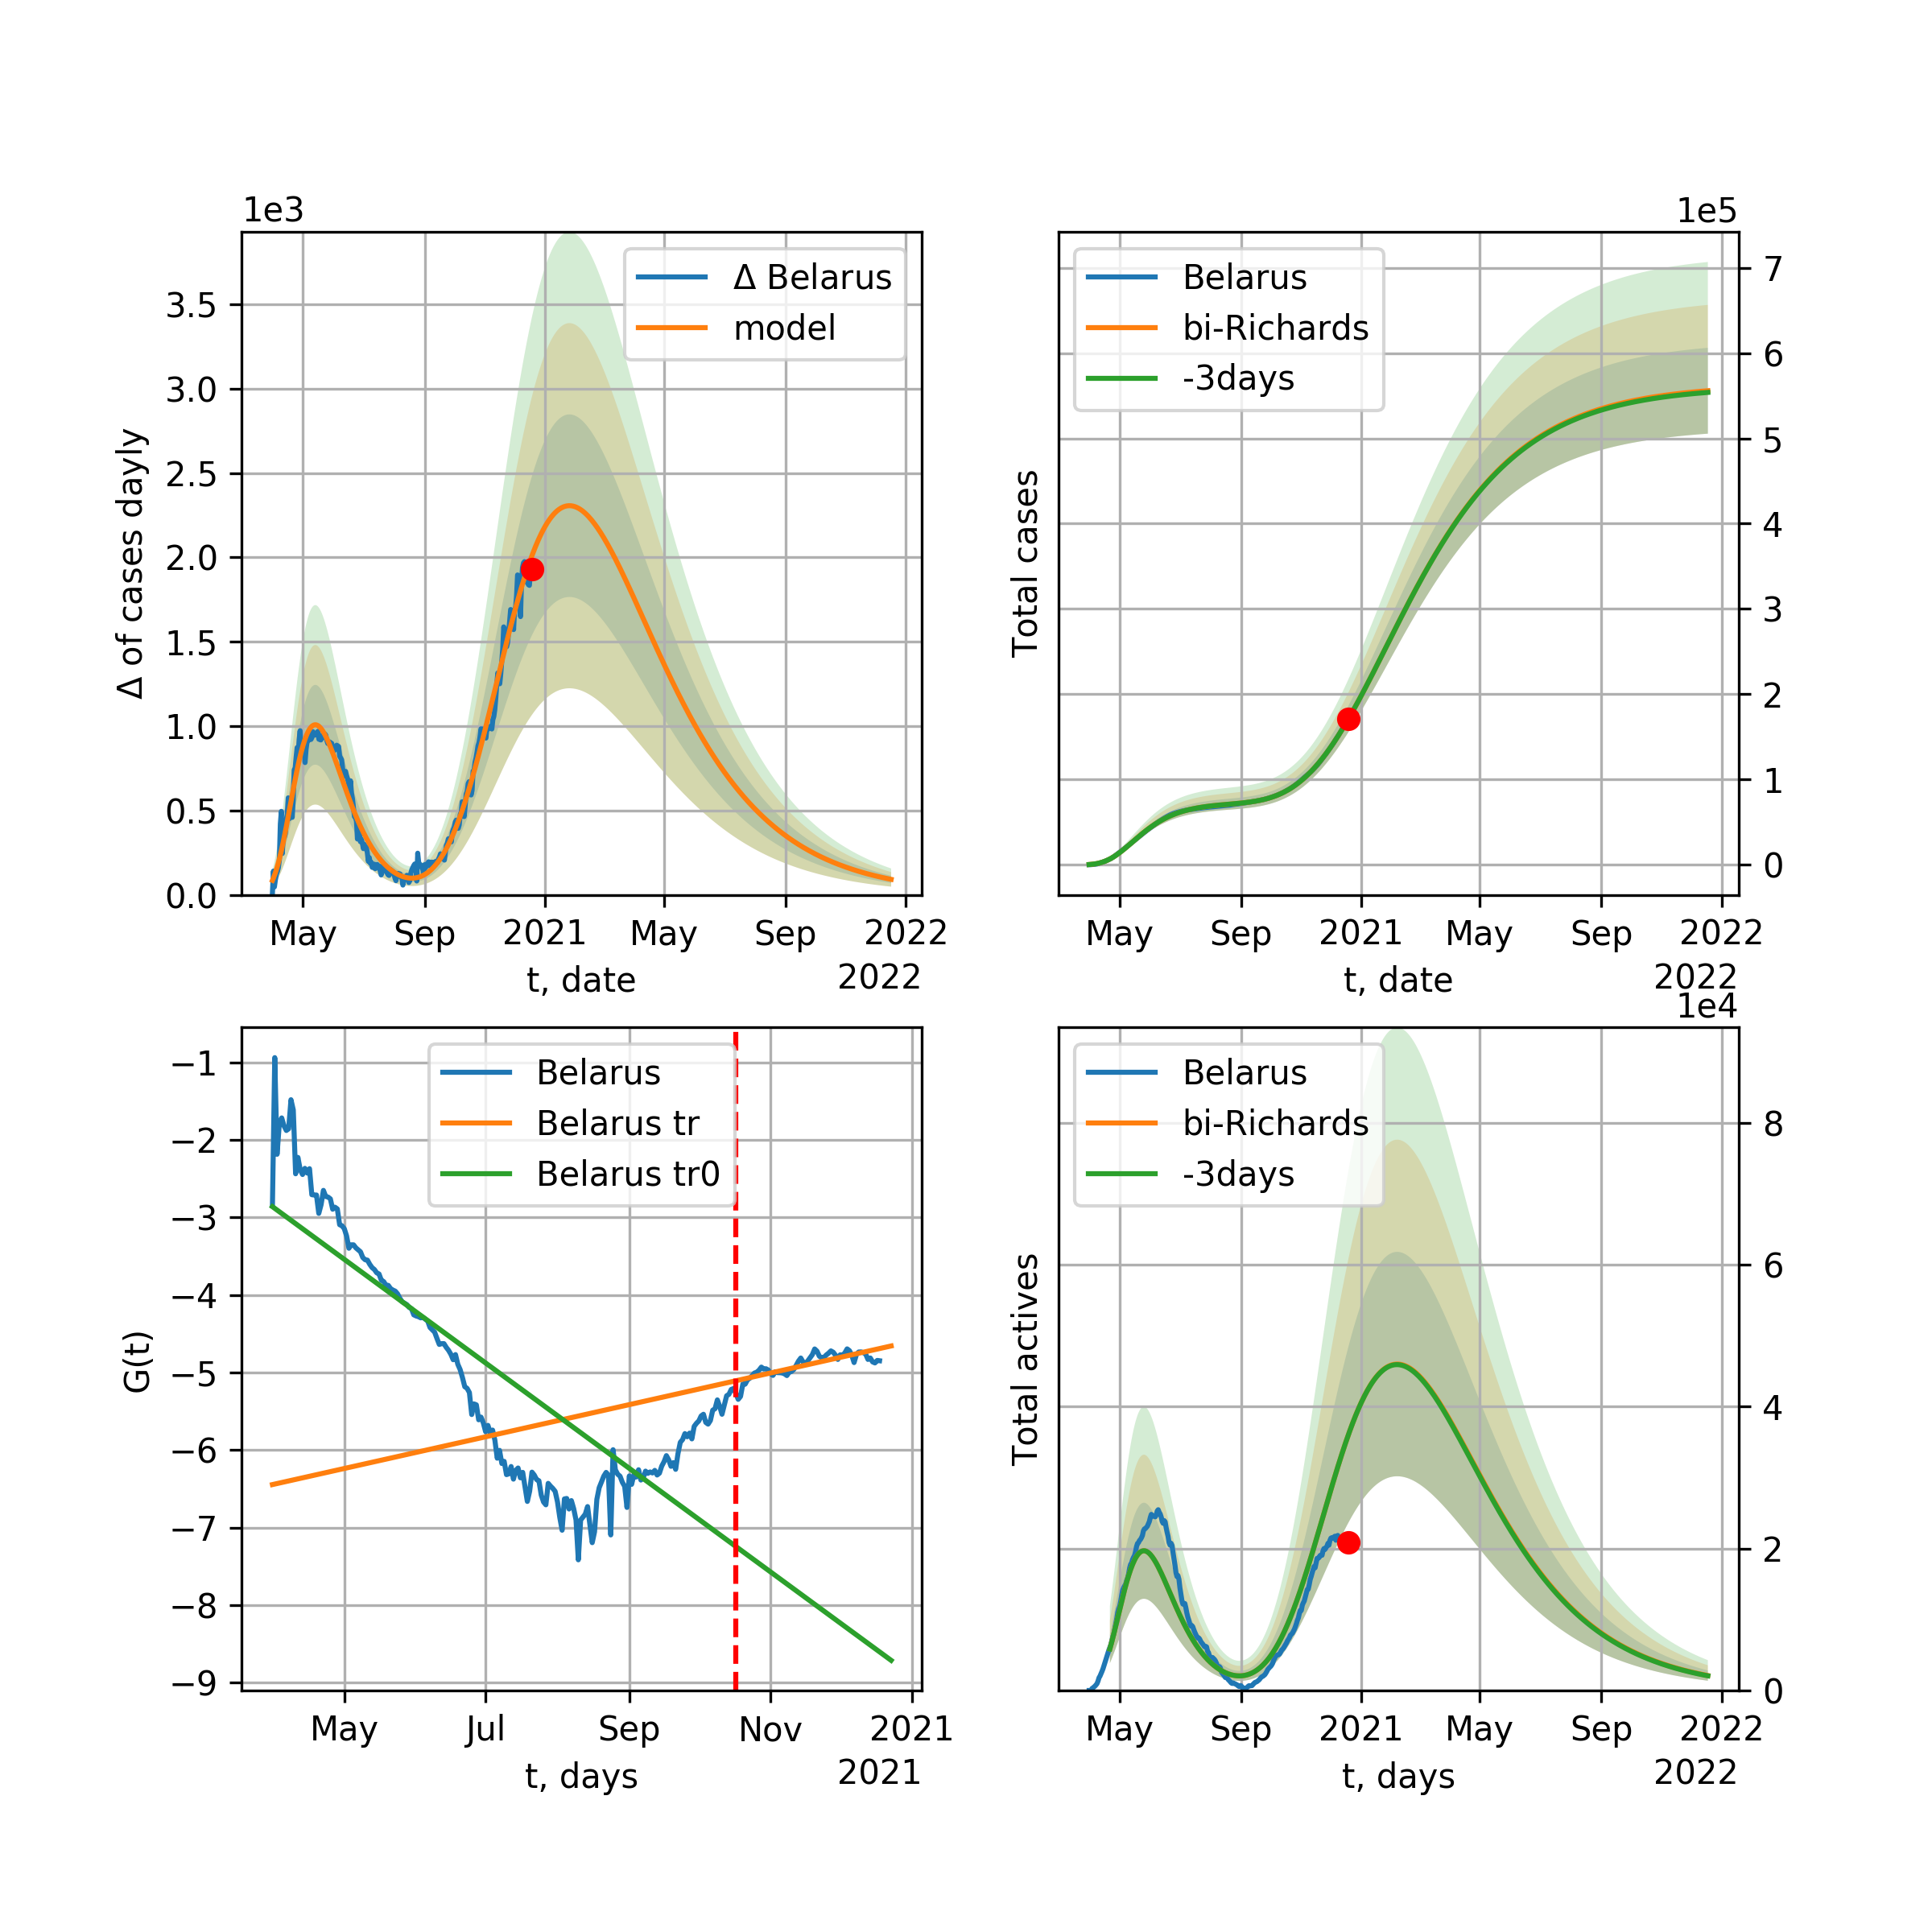 1e3
Δ Belarus
model
3.5
3.0
2.5
2.0
1.5
1.0
0.5
0.0
Δ of cases dayly
May Sep 2021 May Sep 2022
t, date
2022
1e5
Belarus
bi-Richards
-3days
7
6
5
4
3
2
1
0
Total cases
May Sep 2021 May Sep 2022
t, date
2022
Belarus
Belarus tr
Belarus tr0
−1
−2
−3
−4
−5
−6
−7
−8
−9
G(t)
May Jul Sep Nov 2021
t, days
2021
1e4
Belarus
bi-Richards
-3days
8
6
4
2
0
Total actives
May Sep 2021 May Sep 2022
t, days
2022